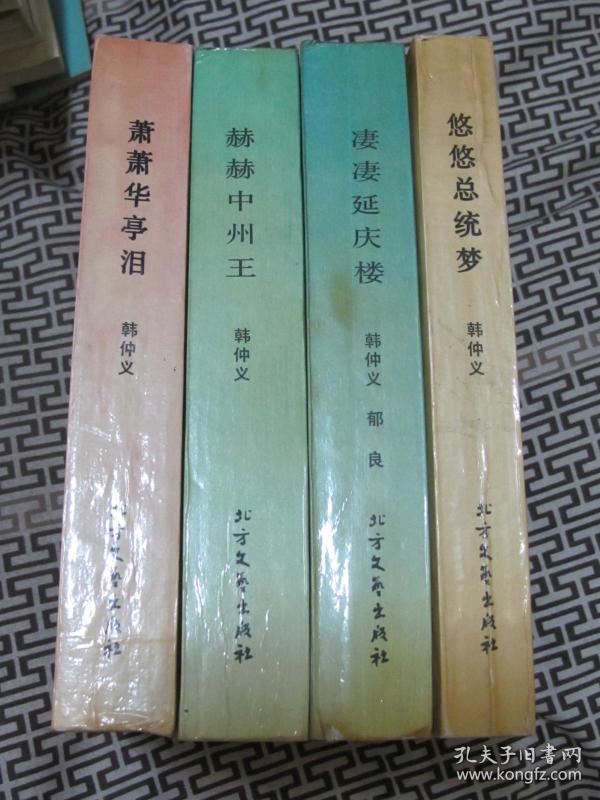 萧萧华亭泪
韩仲义
北方文艺出版社
赫赫中州王
韩仲义
北方文艺出版社
凄凄延庆楼
韩仲义 郁良
北方文艺出版社
悠悠总统梦
韩仲义
北方文艺出版社
孔夫子旧书网
www.kongfz.com